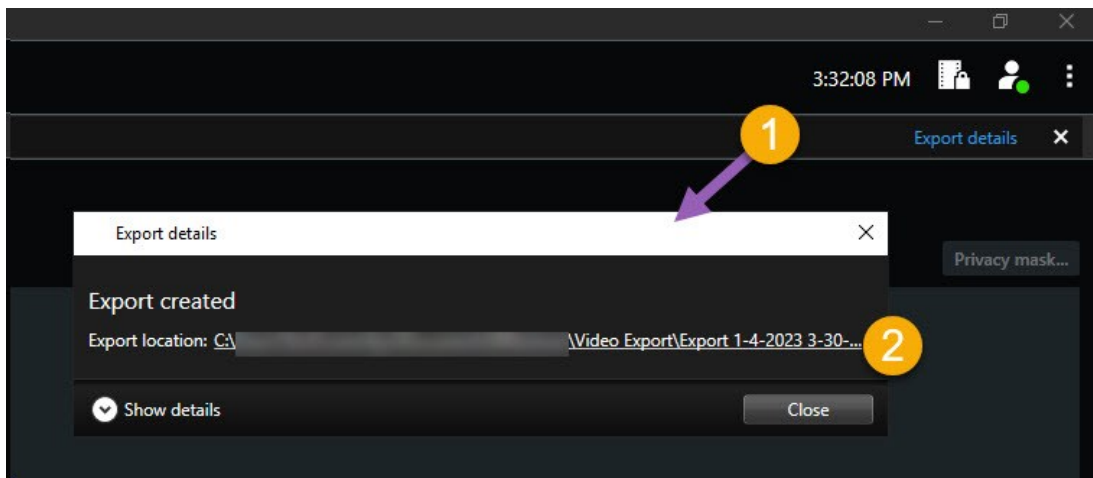 3:32:08 PM
1
Export details
Export details
Privacy mask...
Export created
Export location: C:\ \Video Export\Export 1-4-2023 3-30-...
2
Show details
Close